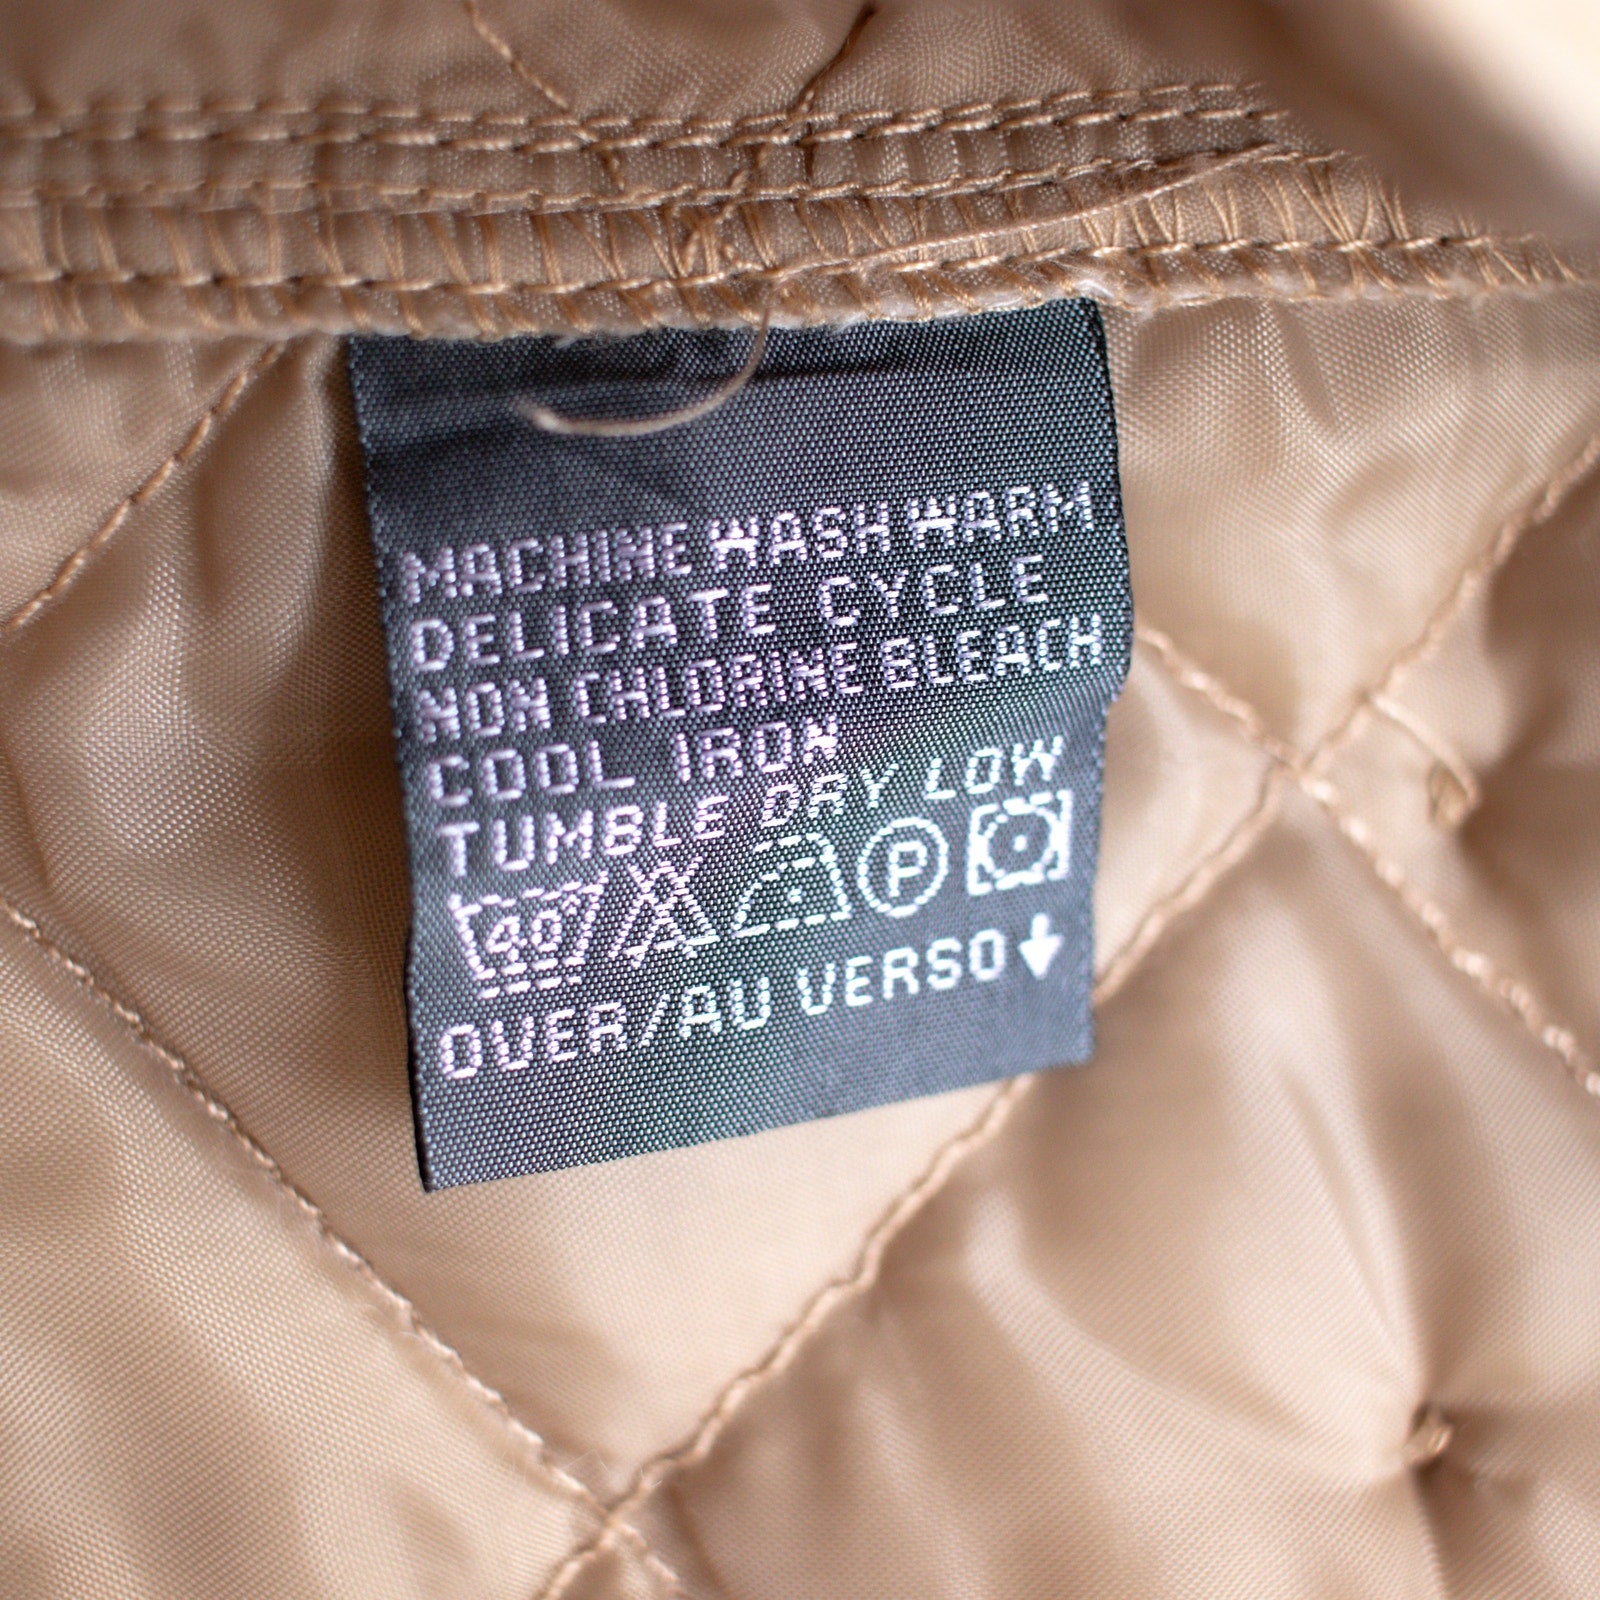 MACHINE WASH WARM
DELICATE CYCLE
NON CHLORINE BLEACH
COOL IRON
TUMBLE DRY LOW
40° P
OVER/AU VERSO